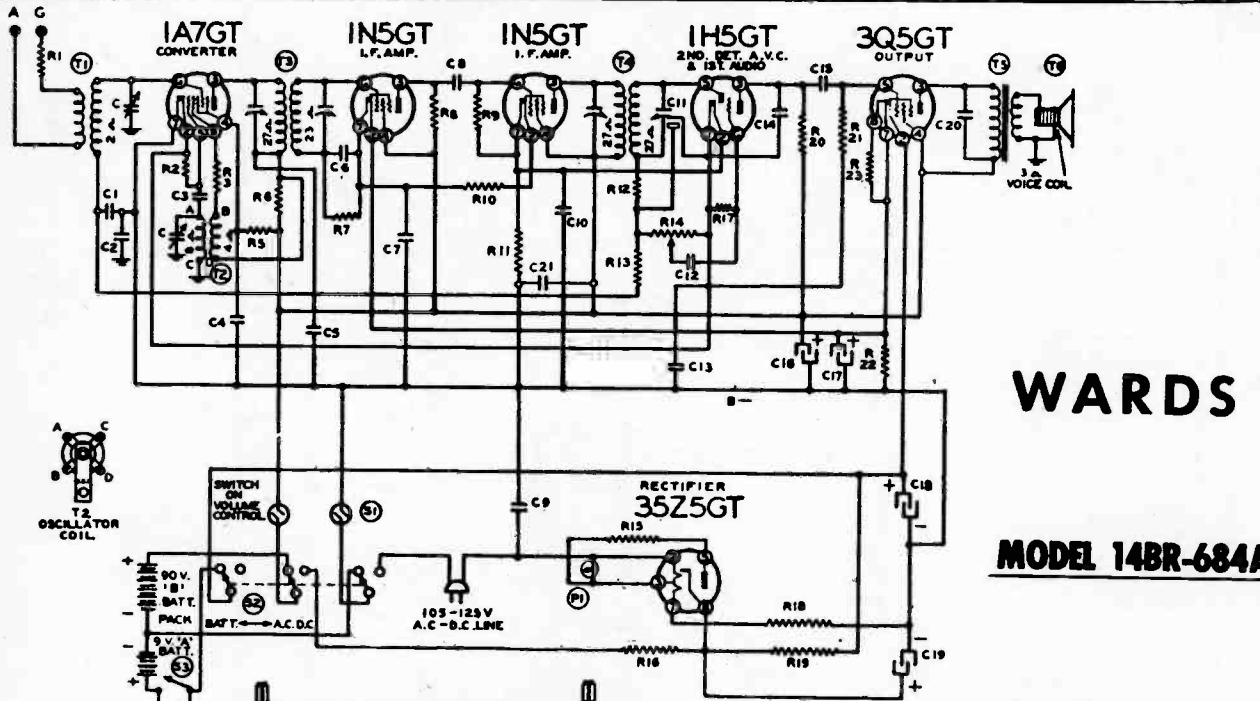 A G
R1
T1
1A7GT
CONVERTER
T3
1N5GT
I.F. AMP.
C8
1N5GT
I.F. AMP.
T4
1H5GT
2ND. DET. A.V.C.
& 1ST. AUDIO
C15
3Q5GT
OUTPUT
T5
T6
C
R2
C3
R3
R6
C6
R8
R9
C11
C14
R20
R21
R23
C20
3Ω
VOICE COIL
C1
C2
A
B
C
C
D
T2
R5
R7
C7
R10
R11
C10
C21
R12
R14
R13
R17
C12
C4
C5
C13
C16
C17
R22
B-
WARDS
A C
B D
T2
OSCILLATOR
COIL
SWITCH
ON
VOLUME
CONTROL
S1
C9
RECTIFIER
35Z5GT
R15
C18
MODEL 14BR-684A
90 V.
'B'
BATT.
PACK
9 V. 'A'
BATT.
S2
BATT. A.C. D.C.
S3
105-125V
A.C-D.C. LINE
P1
R18
R16
R19
C19